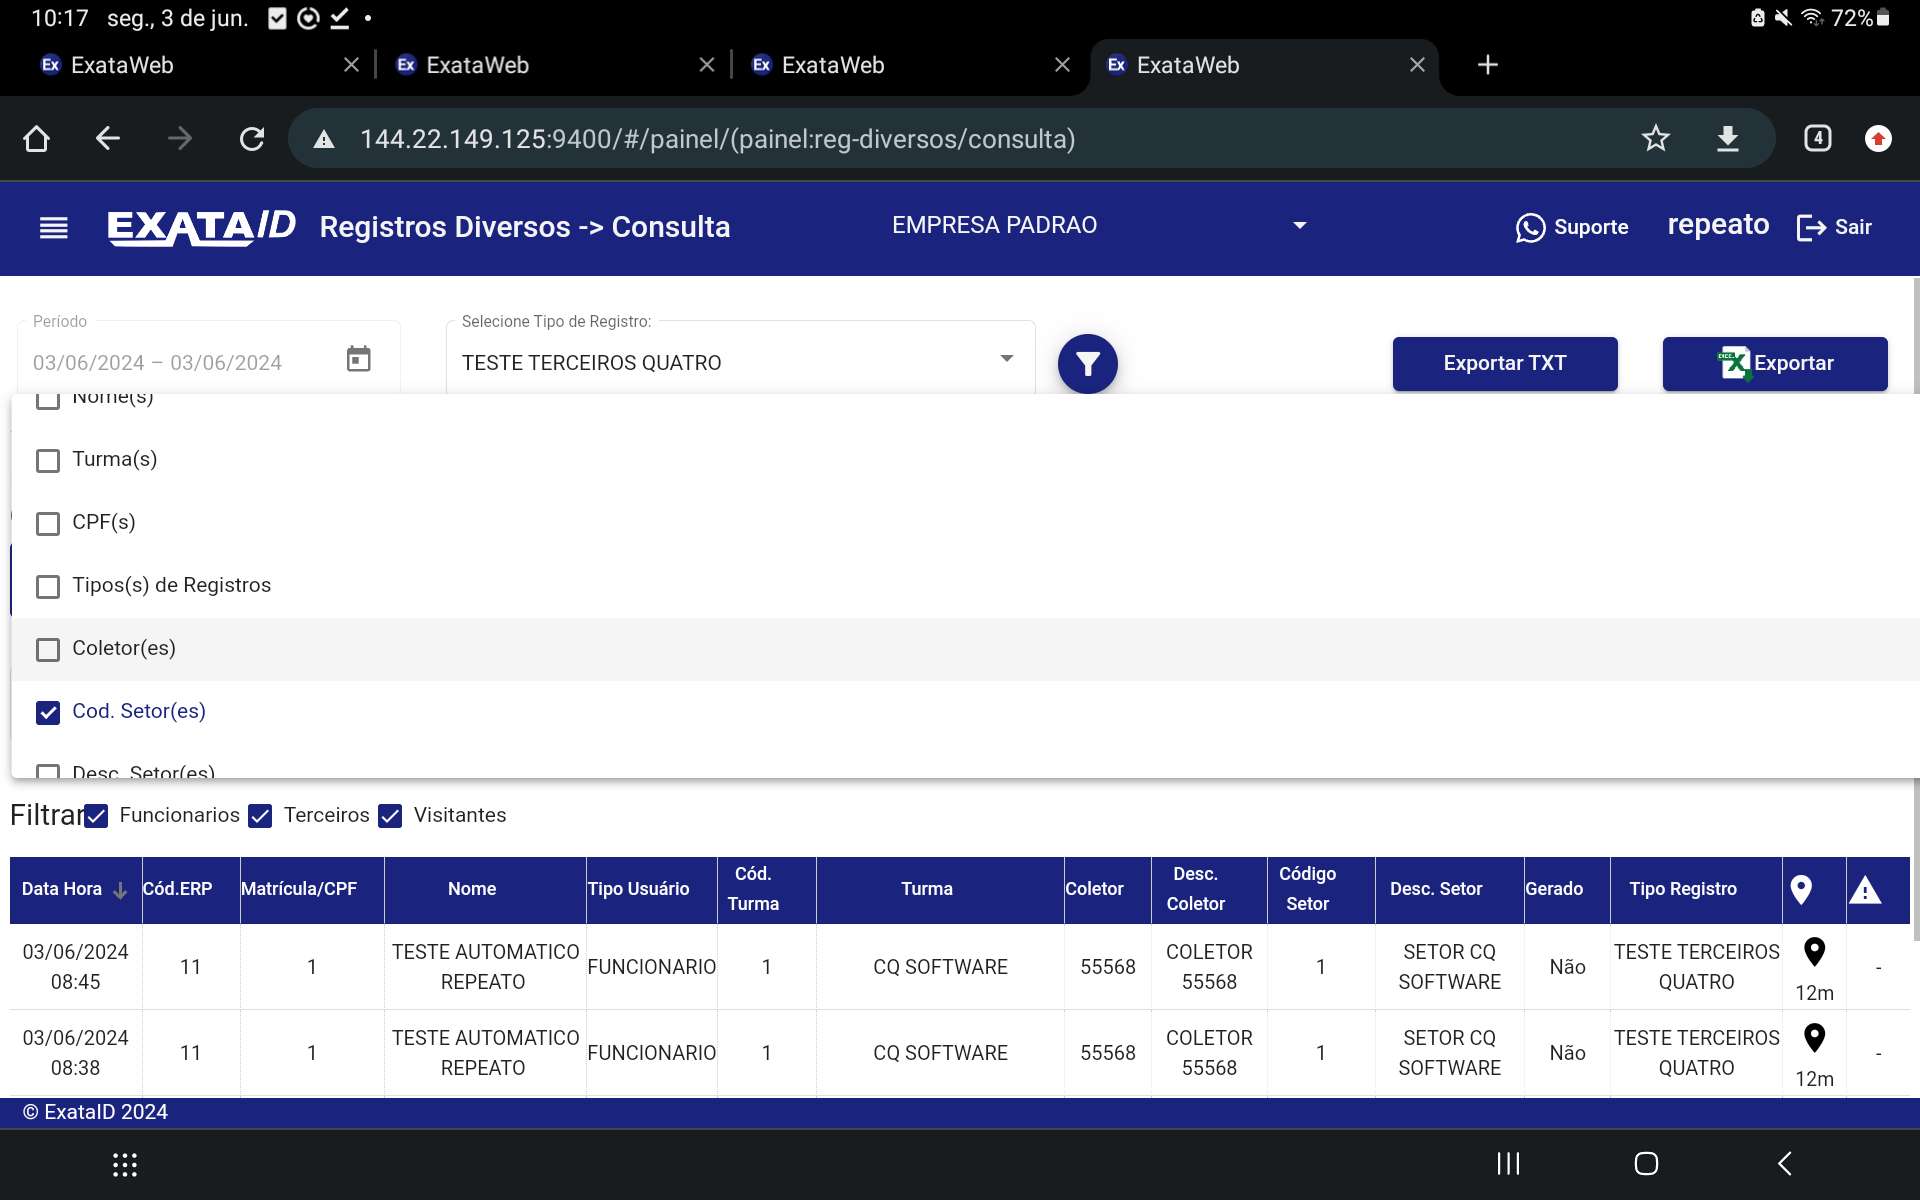 10:17 seg., 3 de jun. 72%
Ex ExataWeb Ex ExataWeb Ex ExataWeb Ex ExataWeb
144.22.149.125:9400/#/painel/(painel:reg-diversos/consulta) 4
EXATA/D Registros Diversos -> Consulta EMPRESA PADRAO Suporte repeato Sair
Período Selecione Tipo de Registro:
03/06/2024 – 03/06/2024 TESTE TERCEIROS QUATRO Exportar TXT Exportar
Nome(s)
Turma(s)
CPF(s)
Tipos(s) de Registros
Coletor(es)
Cod. Setor(es)
Desc. Setor(es)
Filtrar Funcionarios Terceiros Visitantes
Data Hora Cód.ERP Matrícula/CPF Nome Tipo Usuário Cód. Turma Turma Coletor Desc. Coletor Código Setor Desc. Setor Gerado Tipo Registro
03/06/2024 08:45 11 1 TESTE AUTOMATICO REPEATO FUNCIONARIO 1 CQ SOFTWARE 55568 COLETOR 55568 1 SETOR CQ SOFTWARE Não TESTE TERCEIROS QUATRO 12m -
03/06/2024 08:38 11 1 TESTE AUTOMATICO REPEATO FUNCIONARIO 1 CQ SOFTWARE 55568 COLETOR 55568 1 SETOR CQ SOFTWARE Não TESTE TERCEIROS QUATRO 12m -
© ExataID 2024